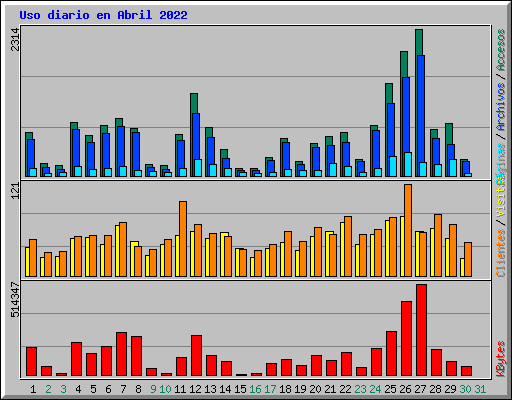 Uso diario en Abril 2022
2314
121
514347
Clientes / visitas
Páginas / Archivos / Accesos
KBytes
1 2 3 4 5 6 7 8 9 10 11 12 13 14 15 16 17 18 19 20 21 22 23 24 25 26 27 28 29 30 31